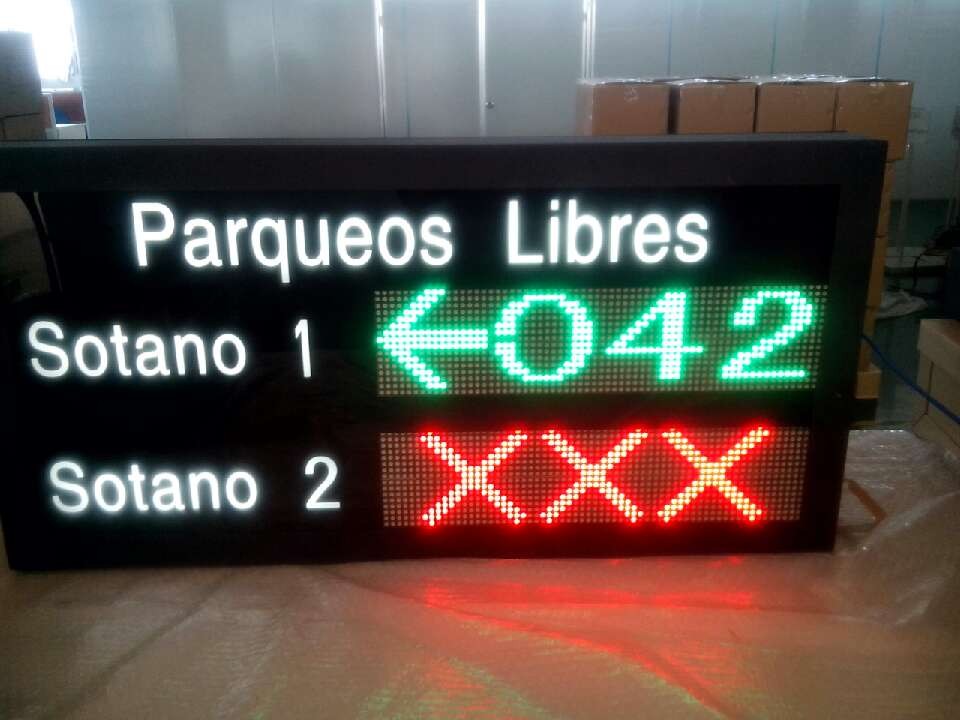 Parqueos Libres
Sotano 1 ←042
Sotano 2 XXX